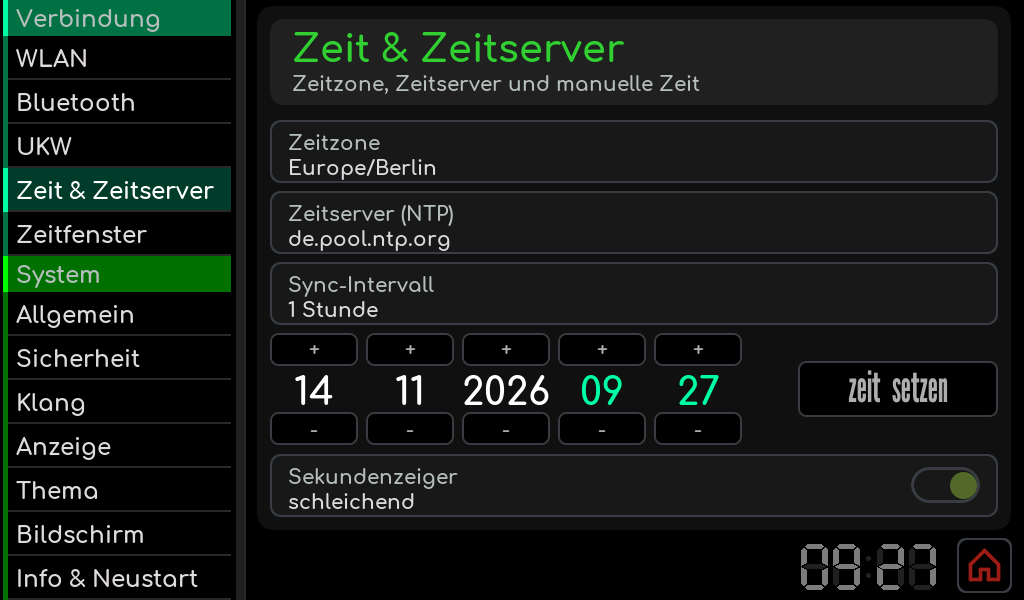 Verbindung
WLAN
Bluetooth
UKW
Zeit & Zeitserver
Zeitfenster
System
Allgemein
Sicherheit
Klang
Anzeige
Thema
Bildschirm
Info & Neustart
Zeit & Zeitserver
Zeitzone, Zeitserver und manuelle Zeit
Zeitzone
Europe/Berlin
Zeitserver (NTP)
de.pool.ntp.org
Sync-Intervall
1 Stunde
+ + + + +
14 11 2026 09 27
- - - - -
zeit setzen
Sekundenzeiger
schleichend
09:27